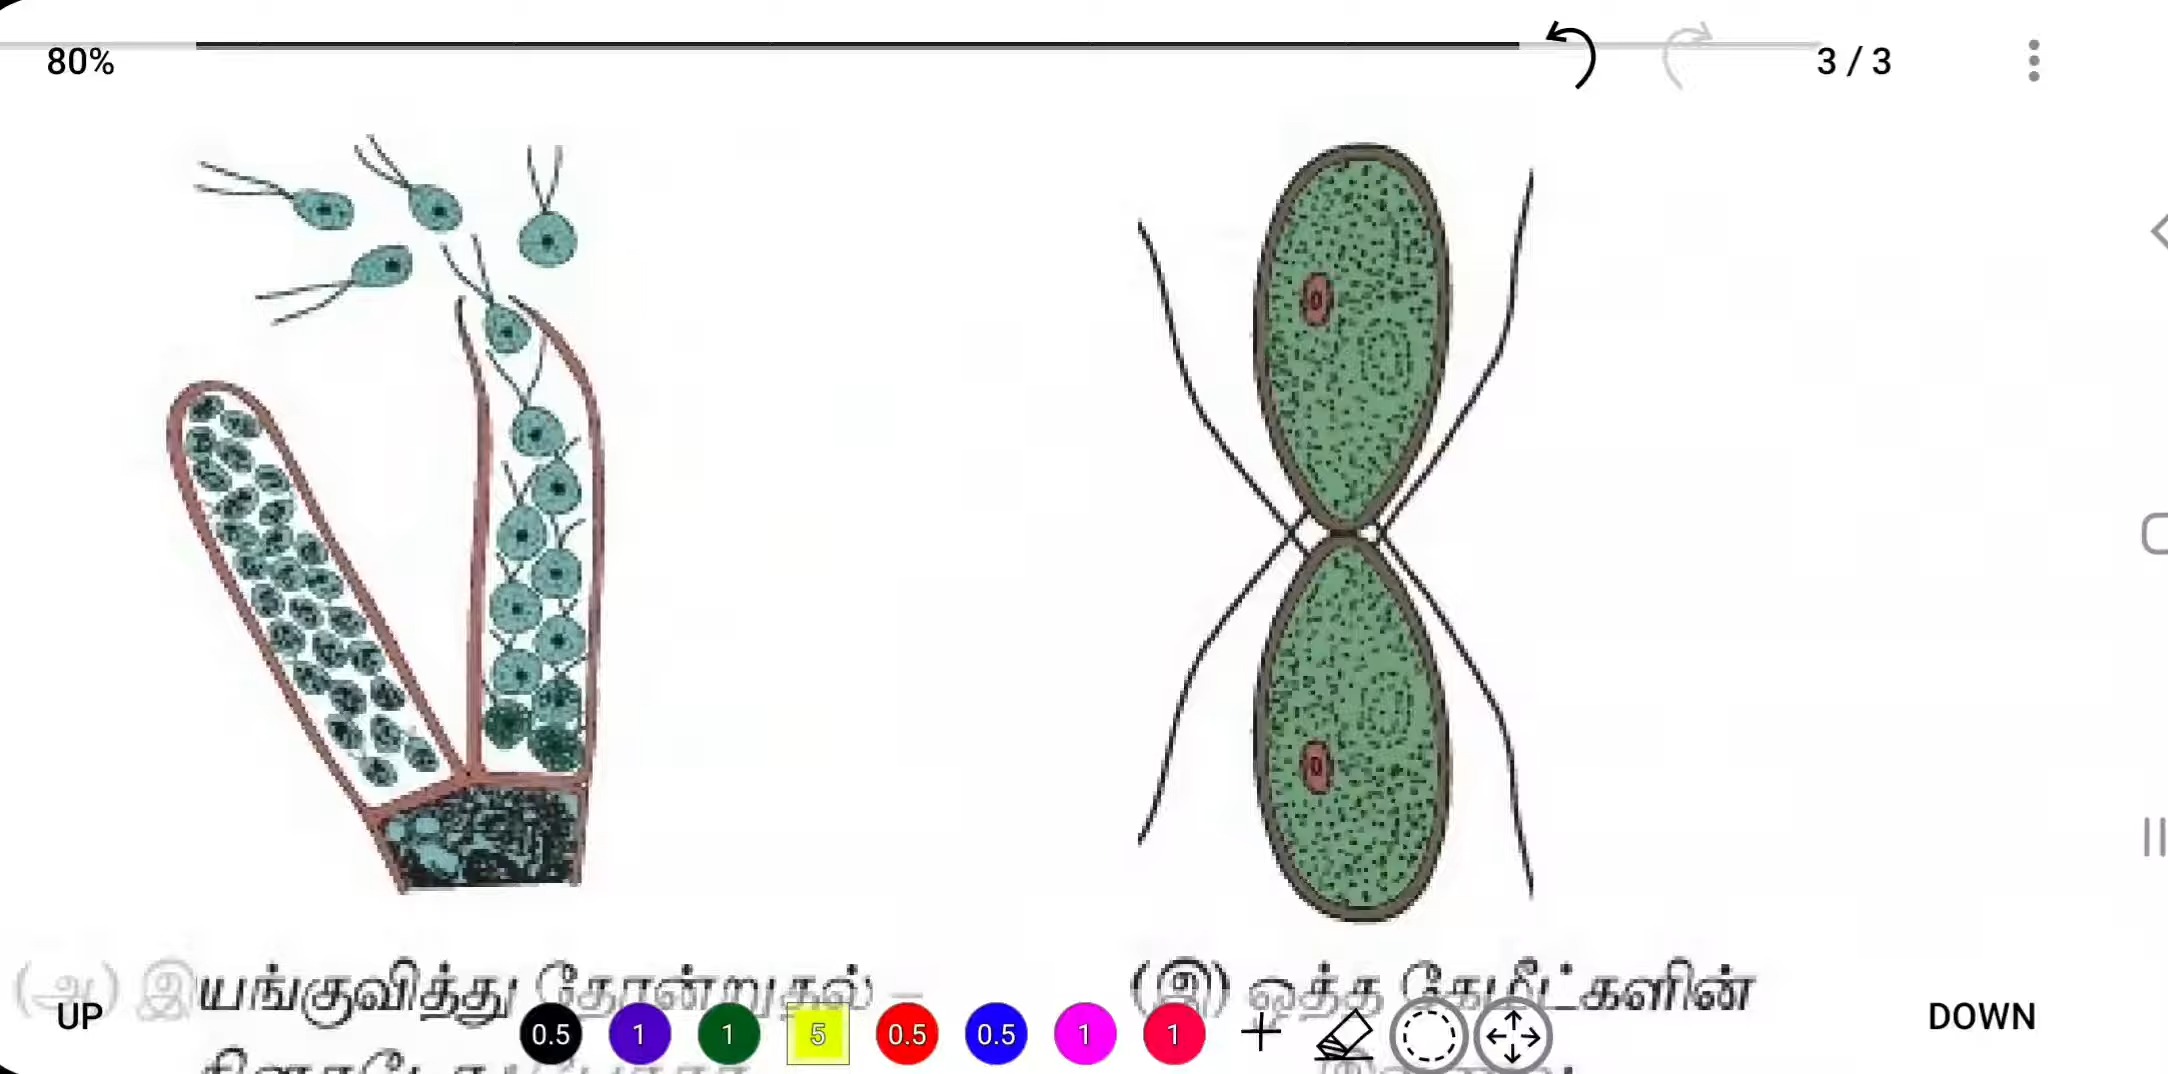 80%
3 / 3
(அ) இயங்குவித்து தோன்றுதல் –
(இ) ஒத்த கேமீட்களின்
UP
0.5 1 1 5 0.5 0.5 1 1
DOWN